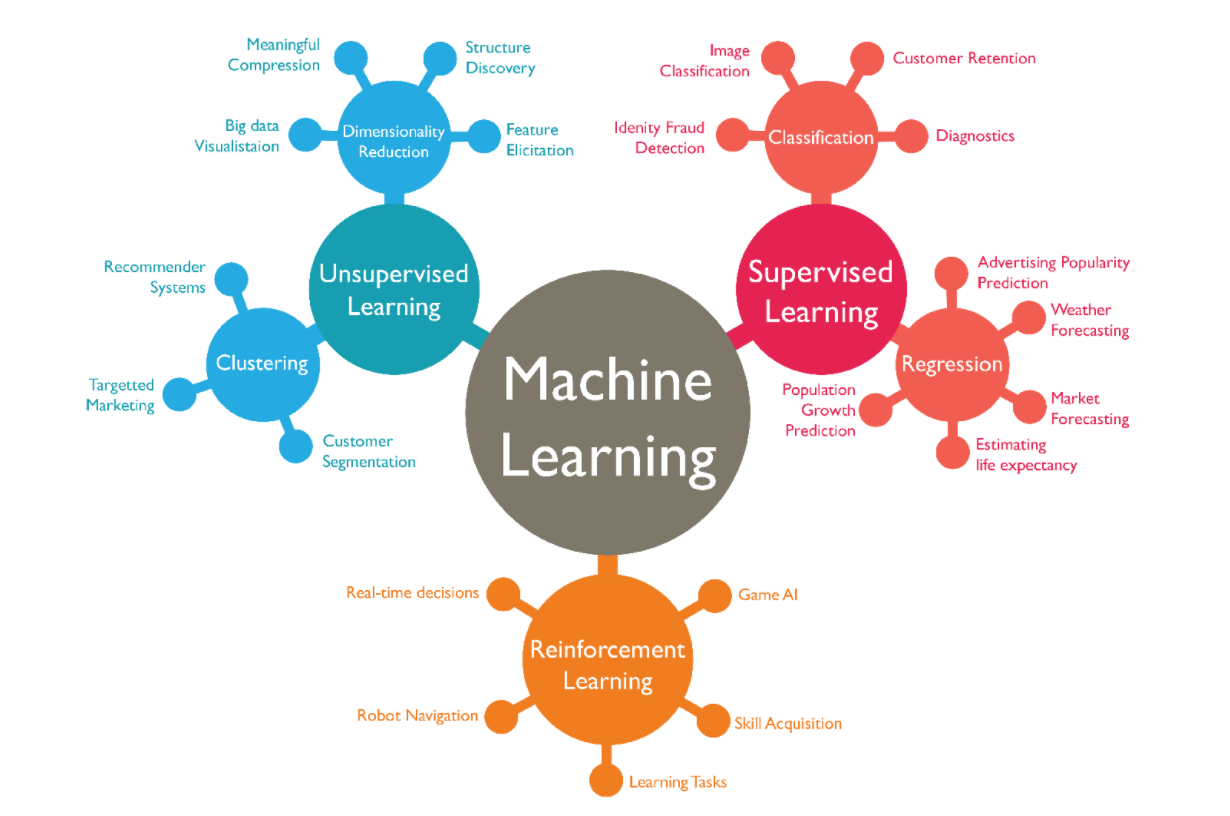 Meaningful
Compression
Structure
Discovery
Big data
Visualistaion
Dimensionality
Reduction
Feature
Elicitation
Image
Classification
Customer Retention
Idenity Fraud
Detection
Classification
Diagnostics
Recommender
Systems
Unsupervised
Learning
Clustering
Targetted
Marketing
Customer
Segmentation
Machine
Learning
Supervised
Learning
Advertising Popularity
Prediction
Weather
Forecasting
Regression
Population
Growth
Prediction
Market
Forecasting
Estimating
life expectancy
Real-time decisions
Game AI
Reinforcement
Learning
Robot Navigation
Skill Acquisition
Learning Tasks